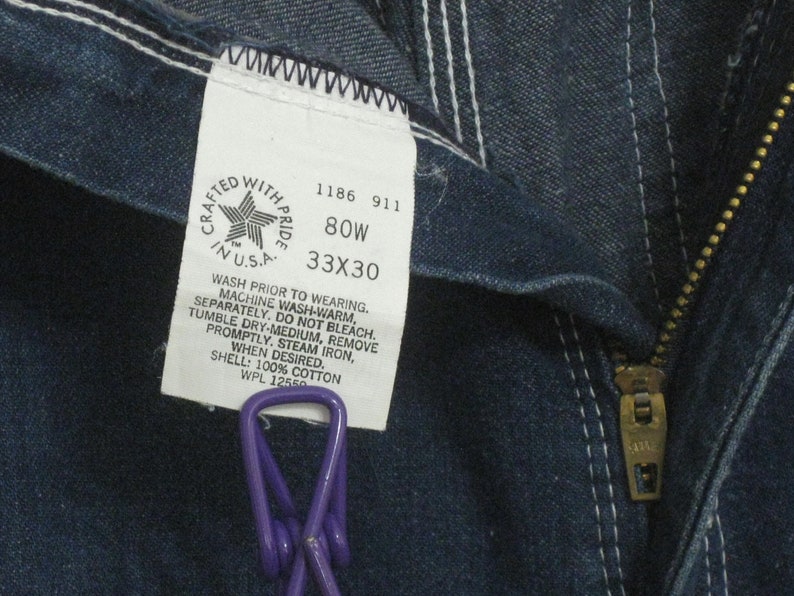 CRAFTED WITH PRIDE
IN U.S.A.
TM
1186 911
80W
33X30
WASH PRIOR TO WEARING.
MACHINE WASH-WARM,
SEPARATELY. DO NOT BLEACH.
TUMBLE DRY-MEDIUM, REMOVE
PROMPTLY. STEAM IRON,
WHEN DESIRED.
SHELL: 100% COTTON
WPL 12559